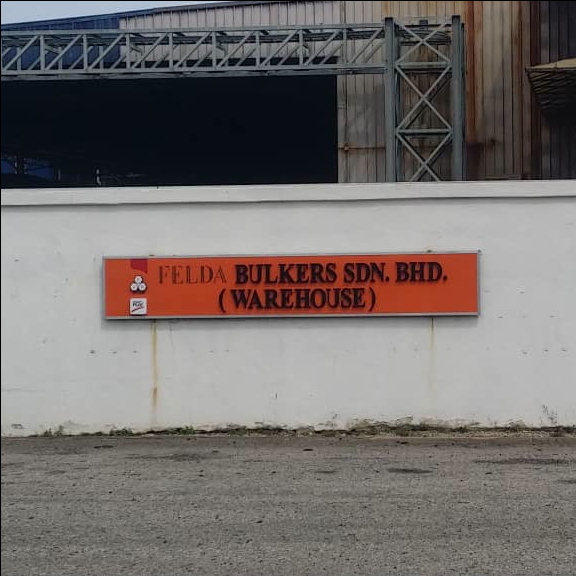 FELDA BULKERS SDN. BHD.
(WAREHOUSE)